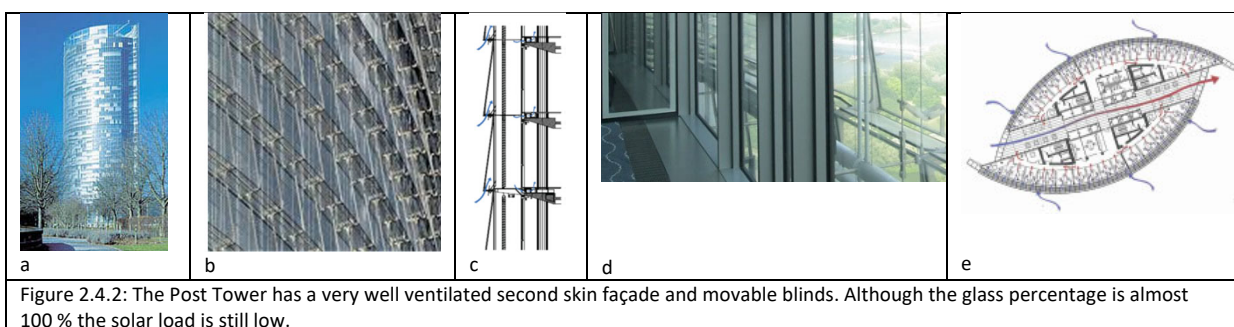 a
b
c
d
e
Figure 2.4.2: The Post Tower has a very well ventilated second skin façade and movable blinds. Although the glass percentage is almost
100 % the solar load is still low.